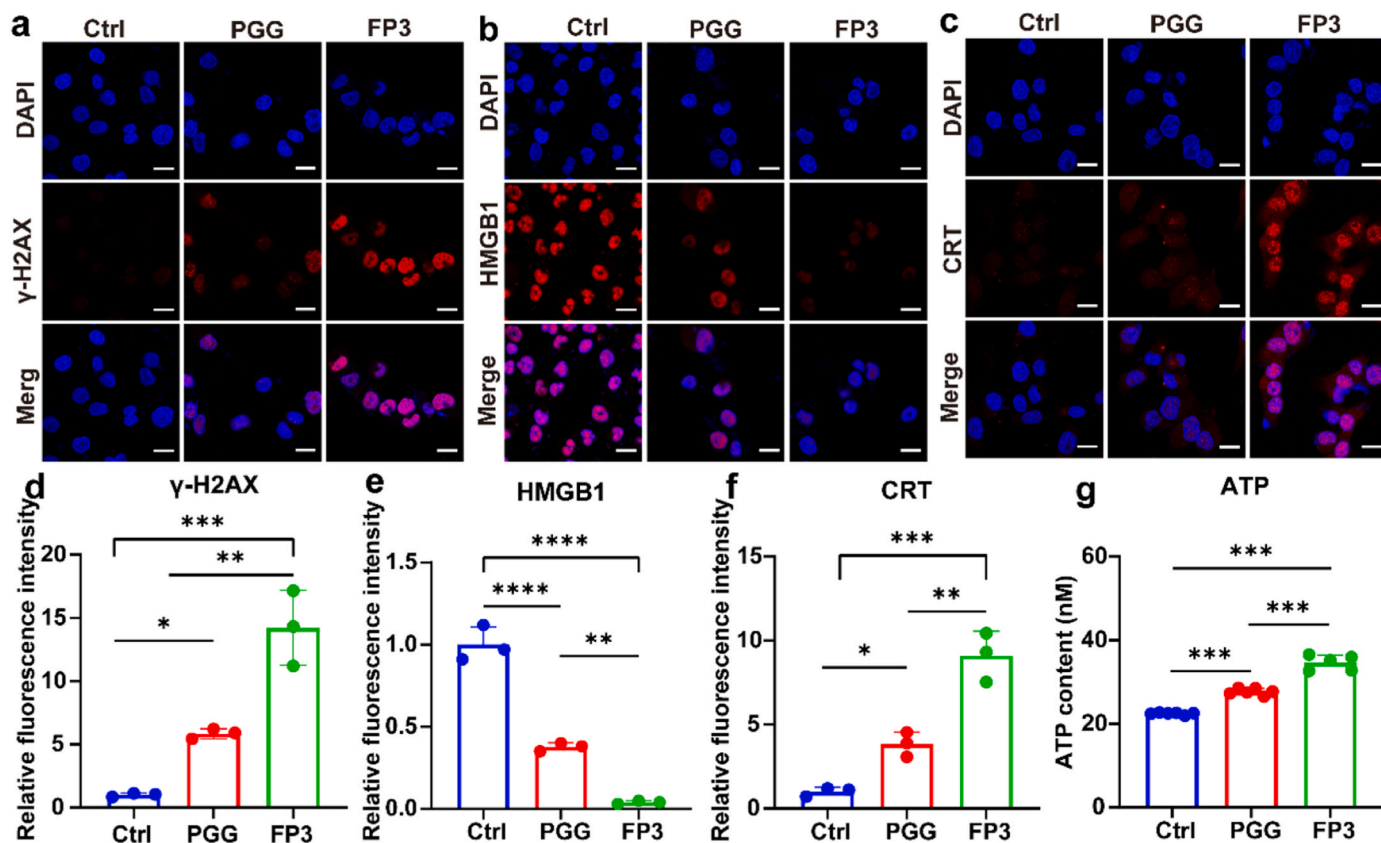 a Ctrl PGG FP3
DAPI
γ-H2AX
Merg
b Ctrl PGG FP3
DAPI
HMGB1
Merge
c Ctrl PGG FP3
DAPI
CRT
Merge
d γ-H2AX
Relative fluorescence intensity
***
**
*
20
15
10
5
0
Ctrl PGG FP3
e HMGB1
Relative fluorescence intensity
****
****
**
1.5
1.0
0.5
0.0
Ctrl PGG FP3
f CRT
Relative fluorescence intensity
***
**
*
15
10
5
0
Ctrl PGG FP3
g ATP
ATP content (nM)
***
***
***
60
40
20
0
Ctrl PGG FP3